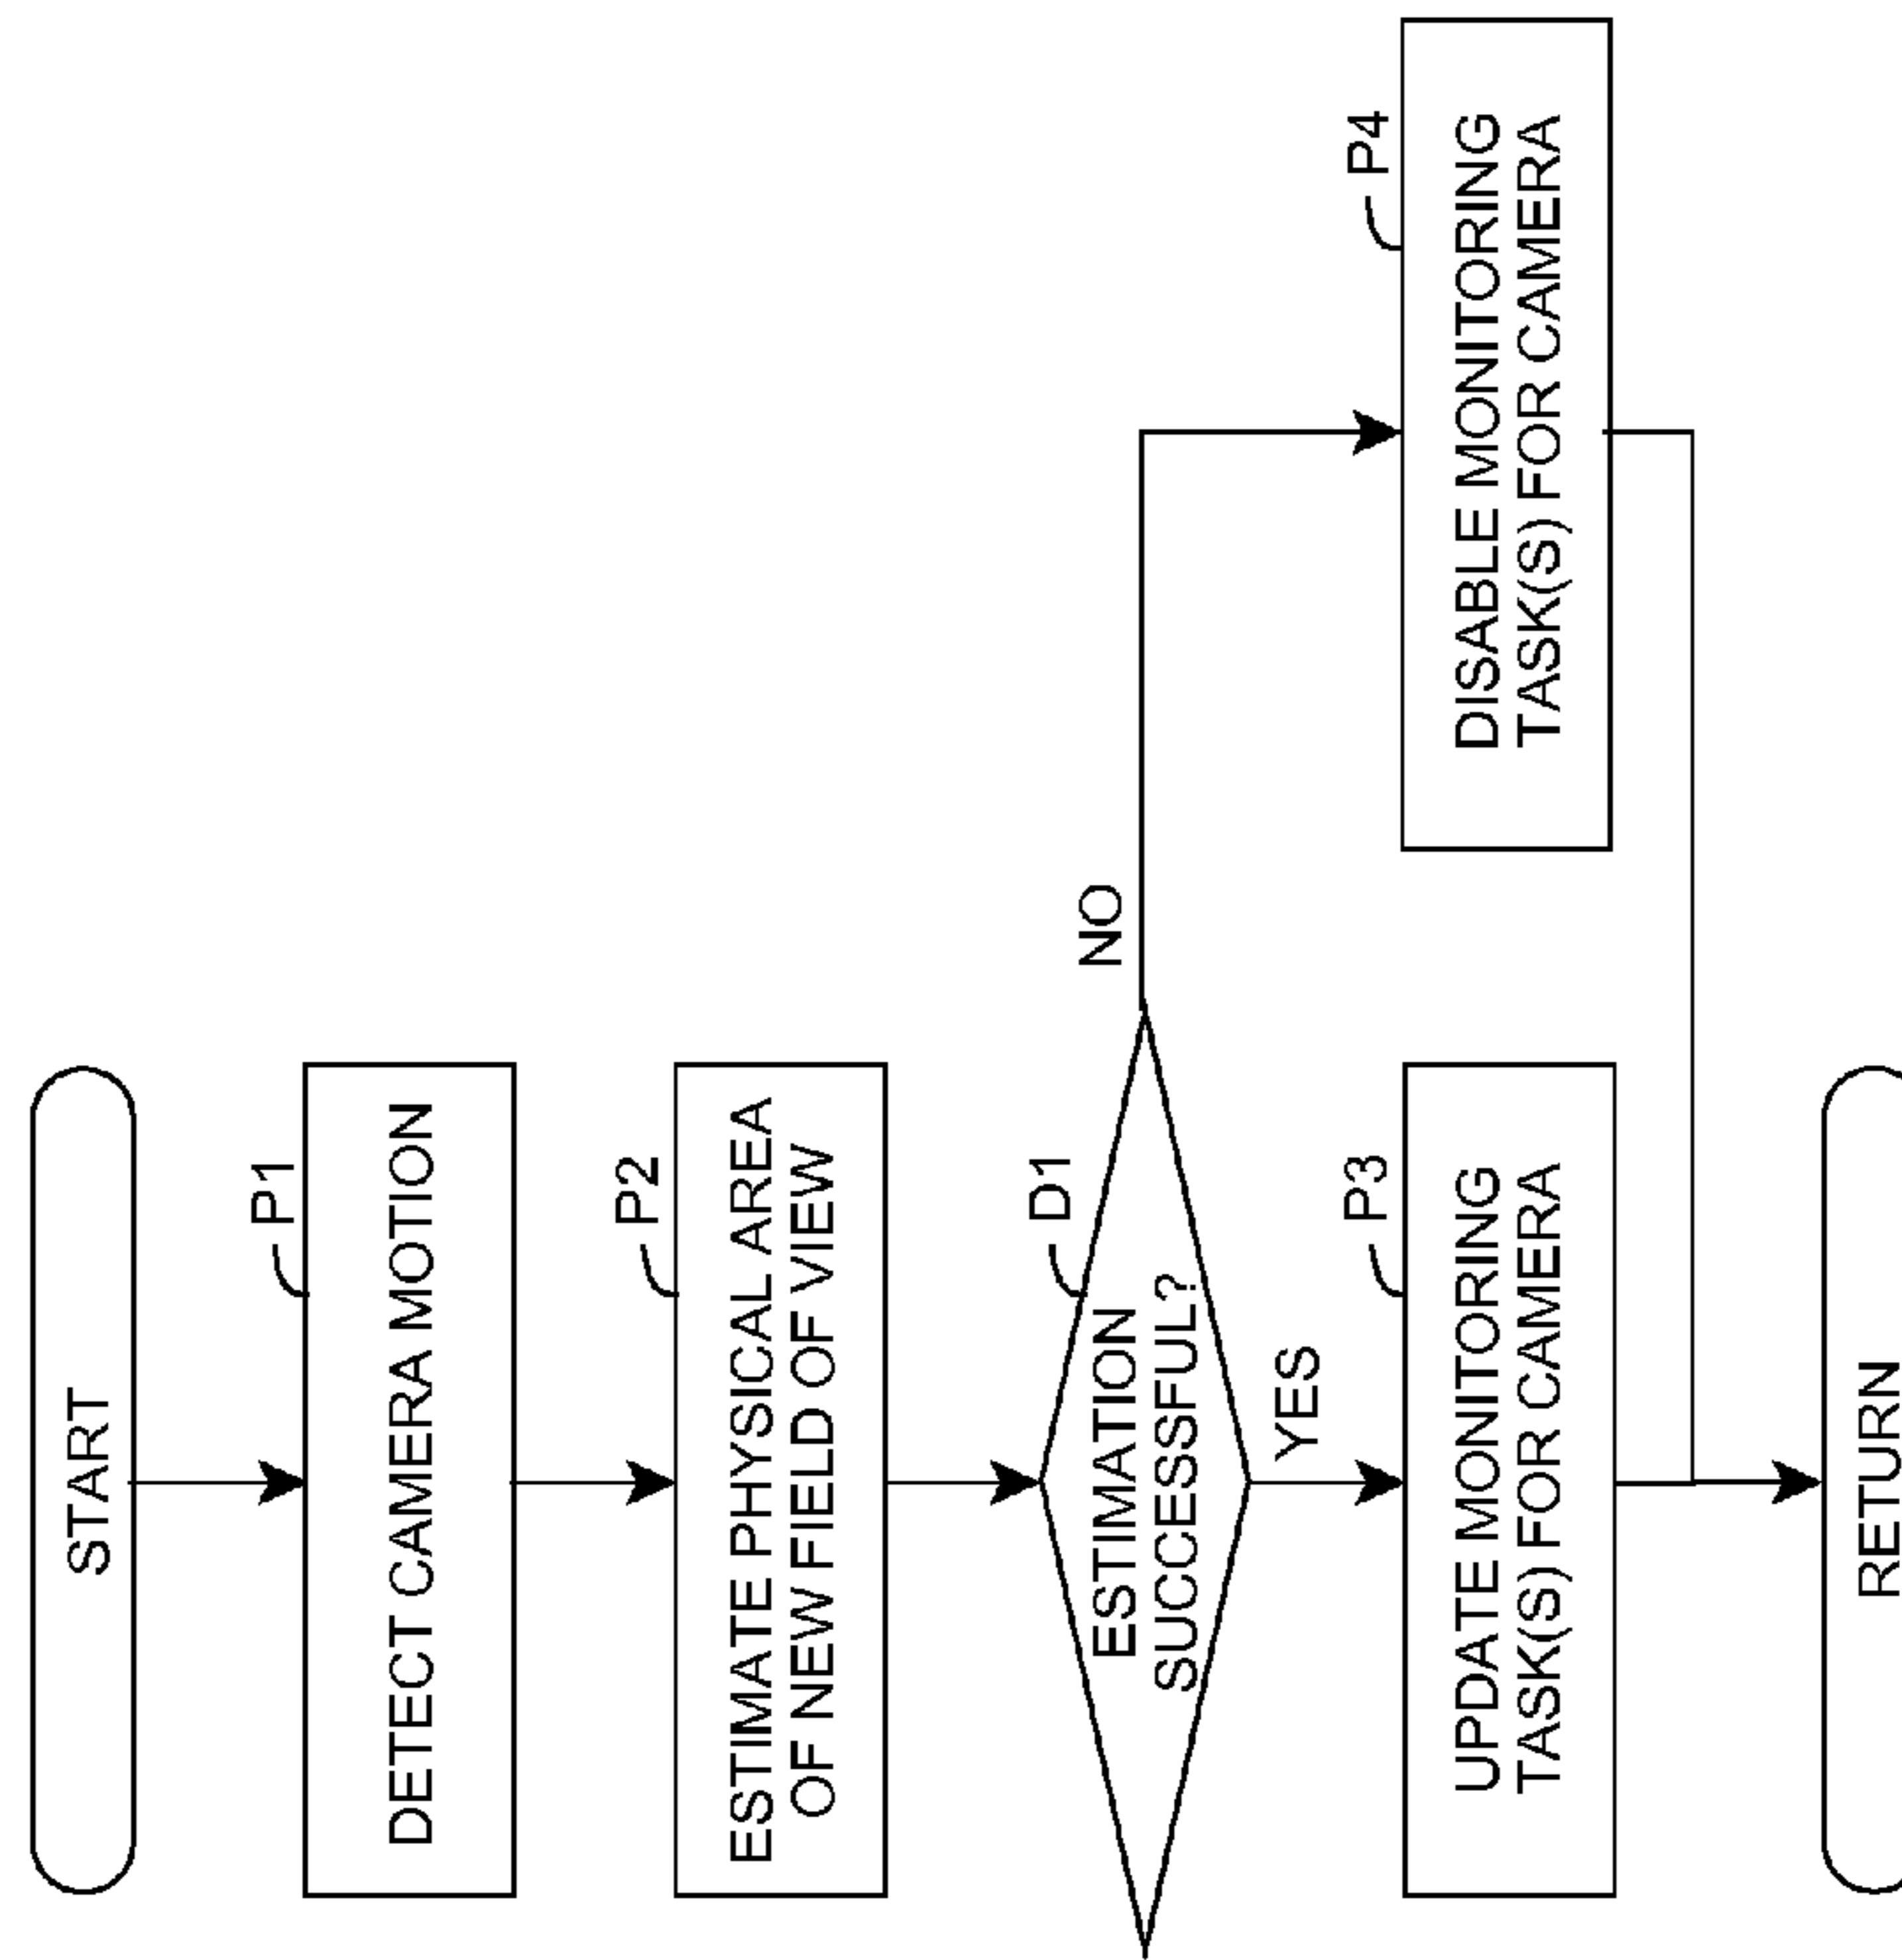 START
P1
DETECT CAMERA MOTION
P2
ESTIMATE PHYSICAL AREA
OF NEW FIELD OF VIEW
D1
ESTIMATION
SUCCESSFUL?
NO
YES
P3
UPDATE MONITORING
TASK(S) FOR CAMERA
P4
DISABLE MONITORING
TASK(S) FOR CAMERA
RETURN